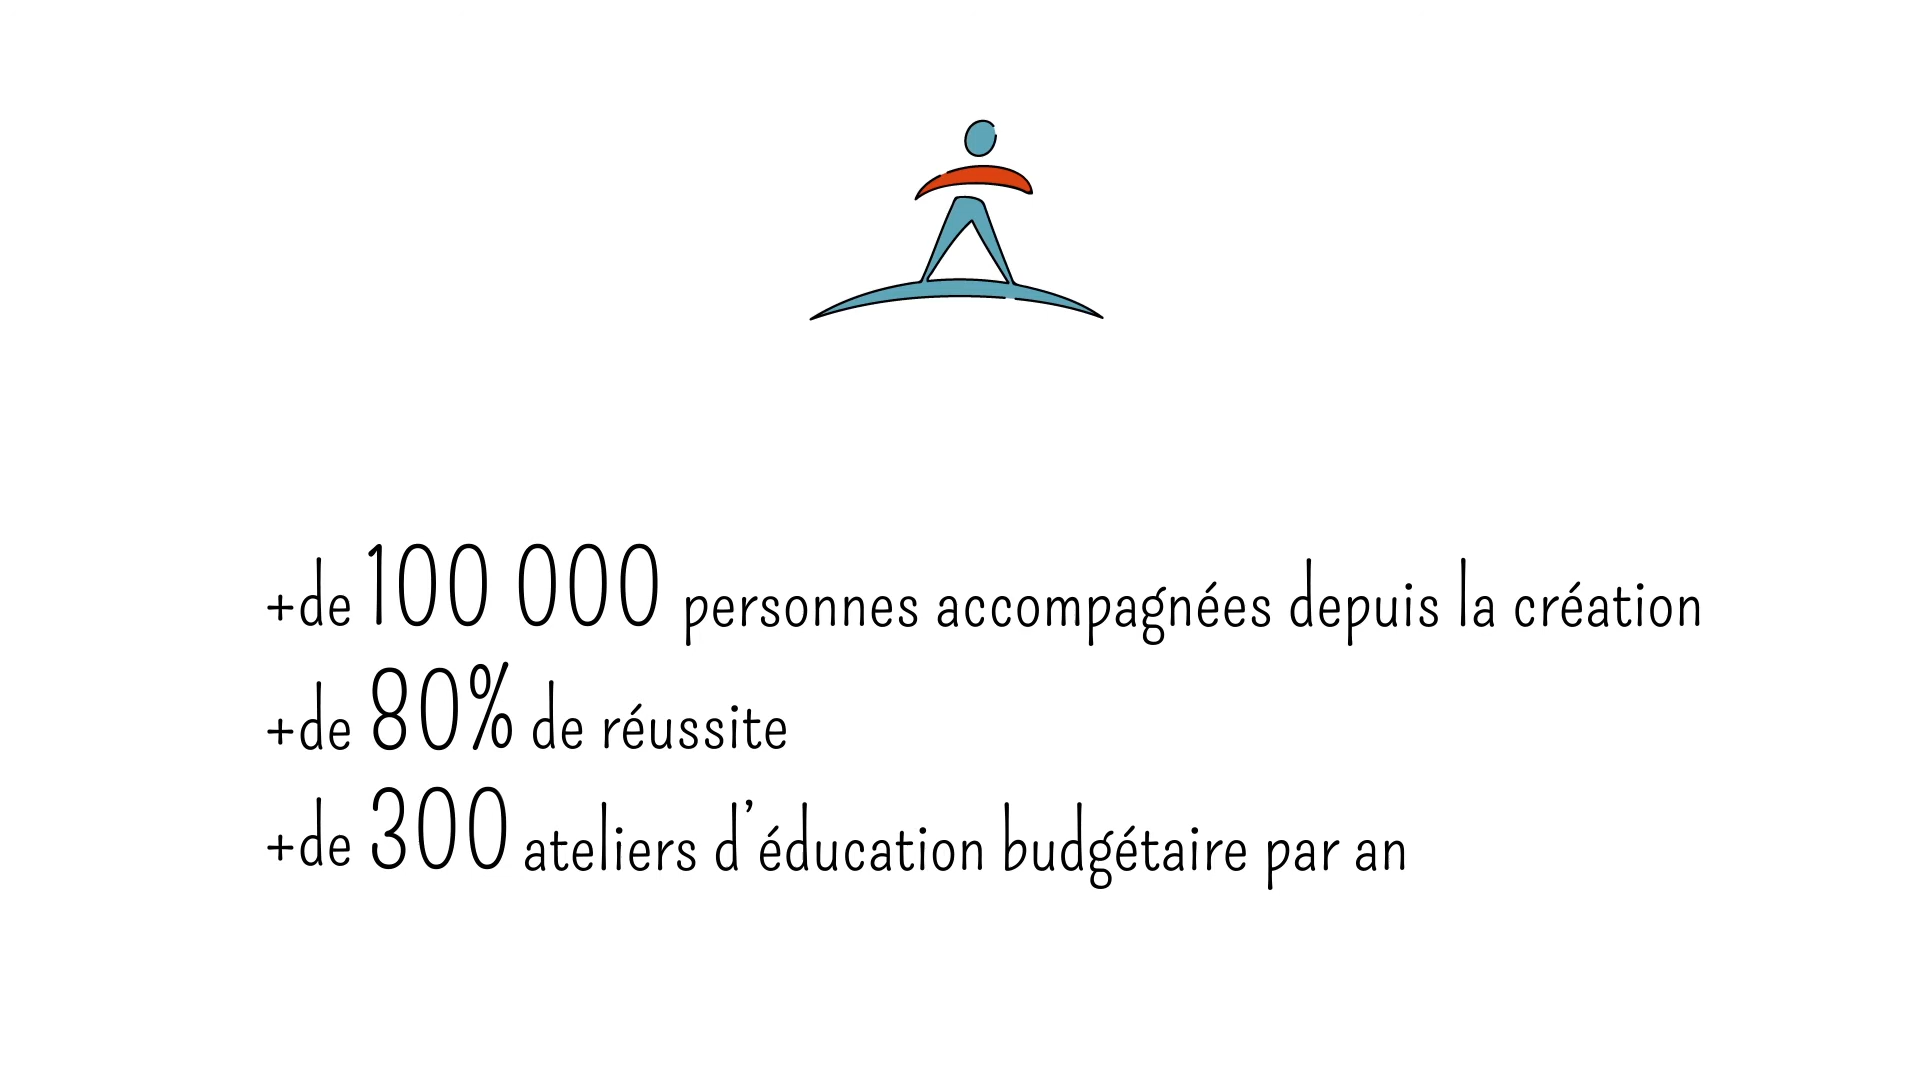 +de 100 000 personnes accompagnées depuis la création
+de 80% de réussite
+de 300 ateliers d’éducation budgétaire par an